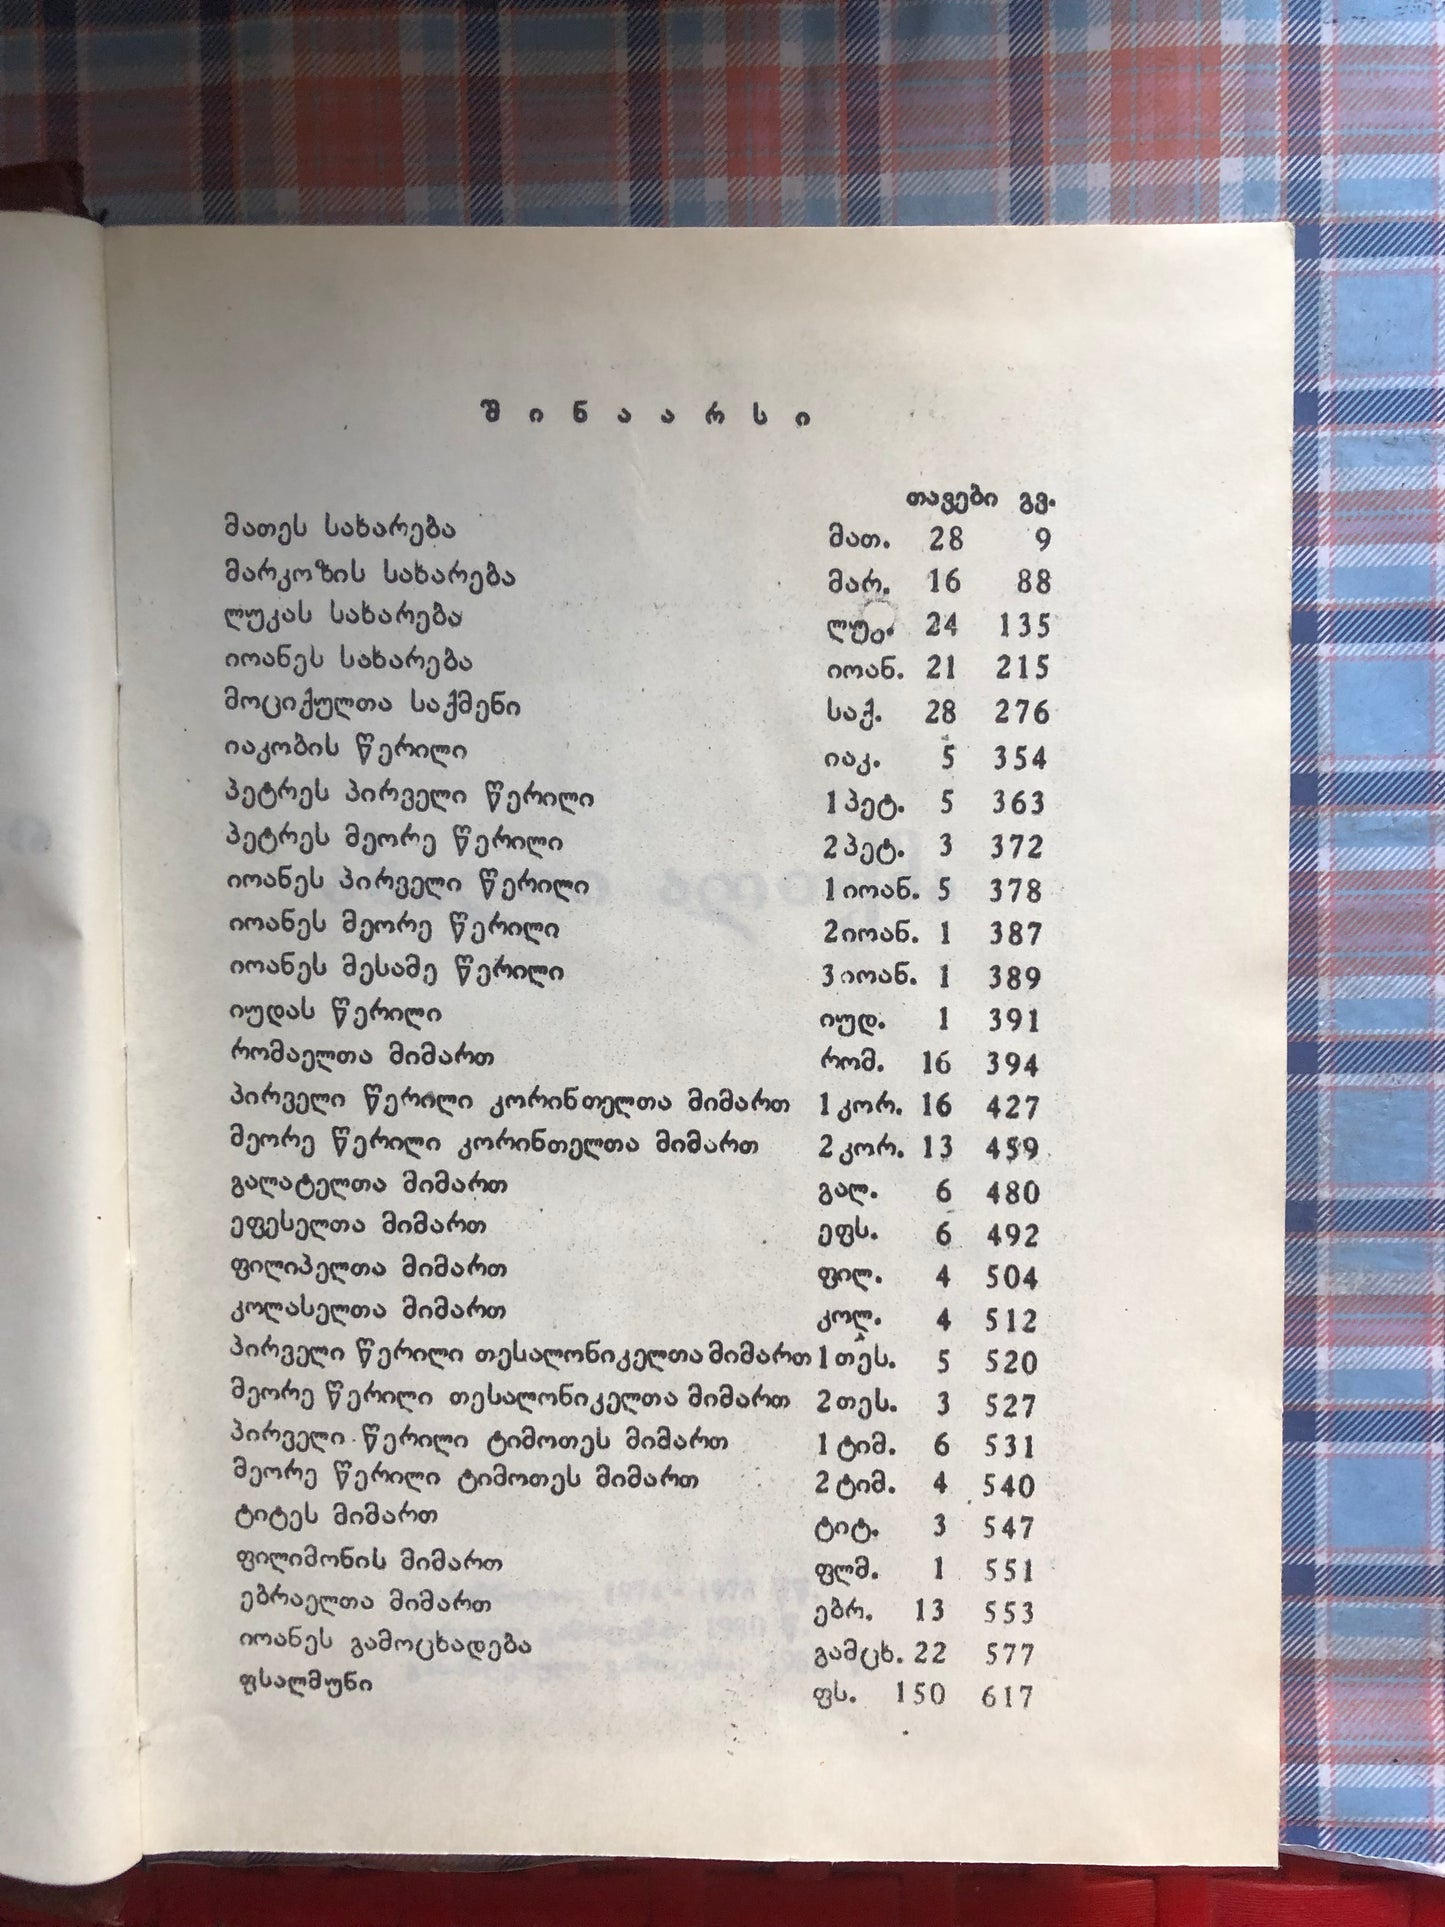 შინაარსი
თავები გვ.
მათეს სახარება მათ. 28 9
მარკოზის სახარება მარ. 16 88
ლუკას სახარება 24 135
იოანეს სახარება იოან. 21 215
მოციქულთა საქმენი საქ. 28 276
იაკობის წერილი იაკ. 5 354
პეტრეს პირველი წერილი 1პეტ. 5 363
პეტრეს მეორე წერილი 2პეტ. 3 372
იოანეს პირველი წერილი 1იოან. 5 378
იოანეს მეორე წერილი 2იოან. 1 387
იოანეს მესამე წერილი 3იოან. 1 389
იუდას წერილი იუდ. 1 391
რომაელთა მიმართ რომ. 16 394
პირველი წერილი კორინთელთა მიმართ 1კორ. 16 427
მეორე წერილი კორინთელთა მიმართ 2კორ. 13 459
გალატელთა მიმართ გალ. 6 480
ეფესელთა მიმართ ეფს. 6 492
ფილიპელთა მიმართ ფილ. 4 504
კოლასელთა მიმართ კოლ. 4 512
პირველი წერილი თესალონიკელთა მიმართ 1თეს. 5 520
მეორე წერილი თესალონიკელთა მიმართ 2თეს. 3 527
პირველი წერილი ტიმოთეს მიმართ 1ტიმ. 6 531
მეორე წერილი ტიმოთეს მიმართ 2ტიმ. 4 540
ტიტეს მიმართ ტიტ. 3 547
ფილიმონის მიმართ ფლმ. 1 551
ებრაელთა მიმართ ებრ. 13 553
იოანეს გამოცხადება გამცხ. 22 577
ფსალმუნი ფს. 150 617